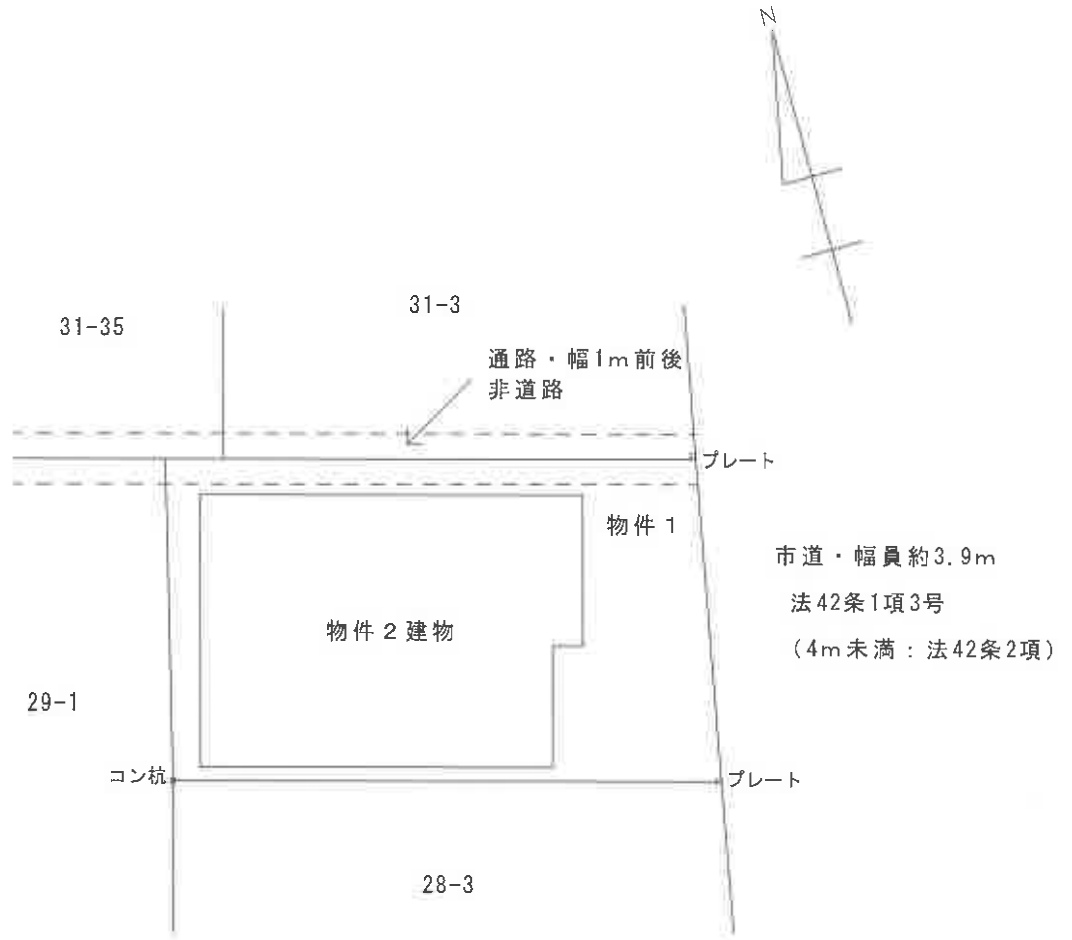 N
31-35
31-3
通路・幅1m前後
非道路
プレート
物件1
市道・幅員約3.9m
法42条1項3号
(4m未満：法42条2項)
物件2建物
29-1
コン杭
プレート
28-3